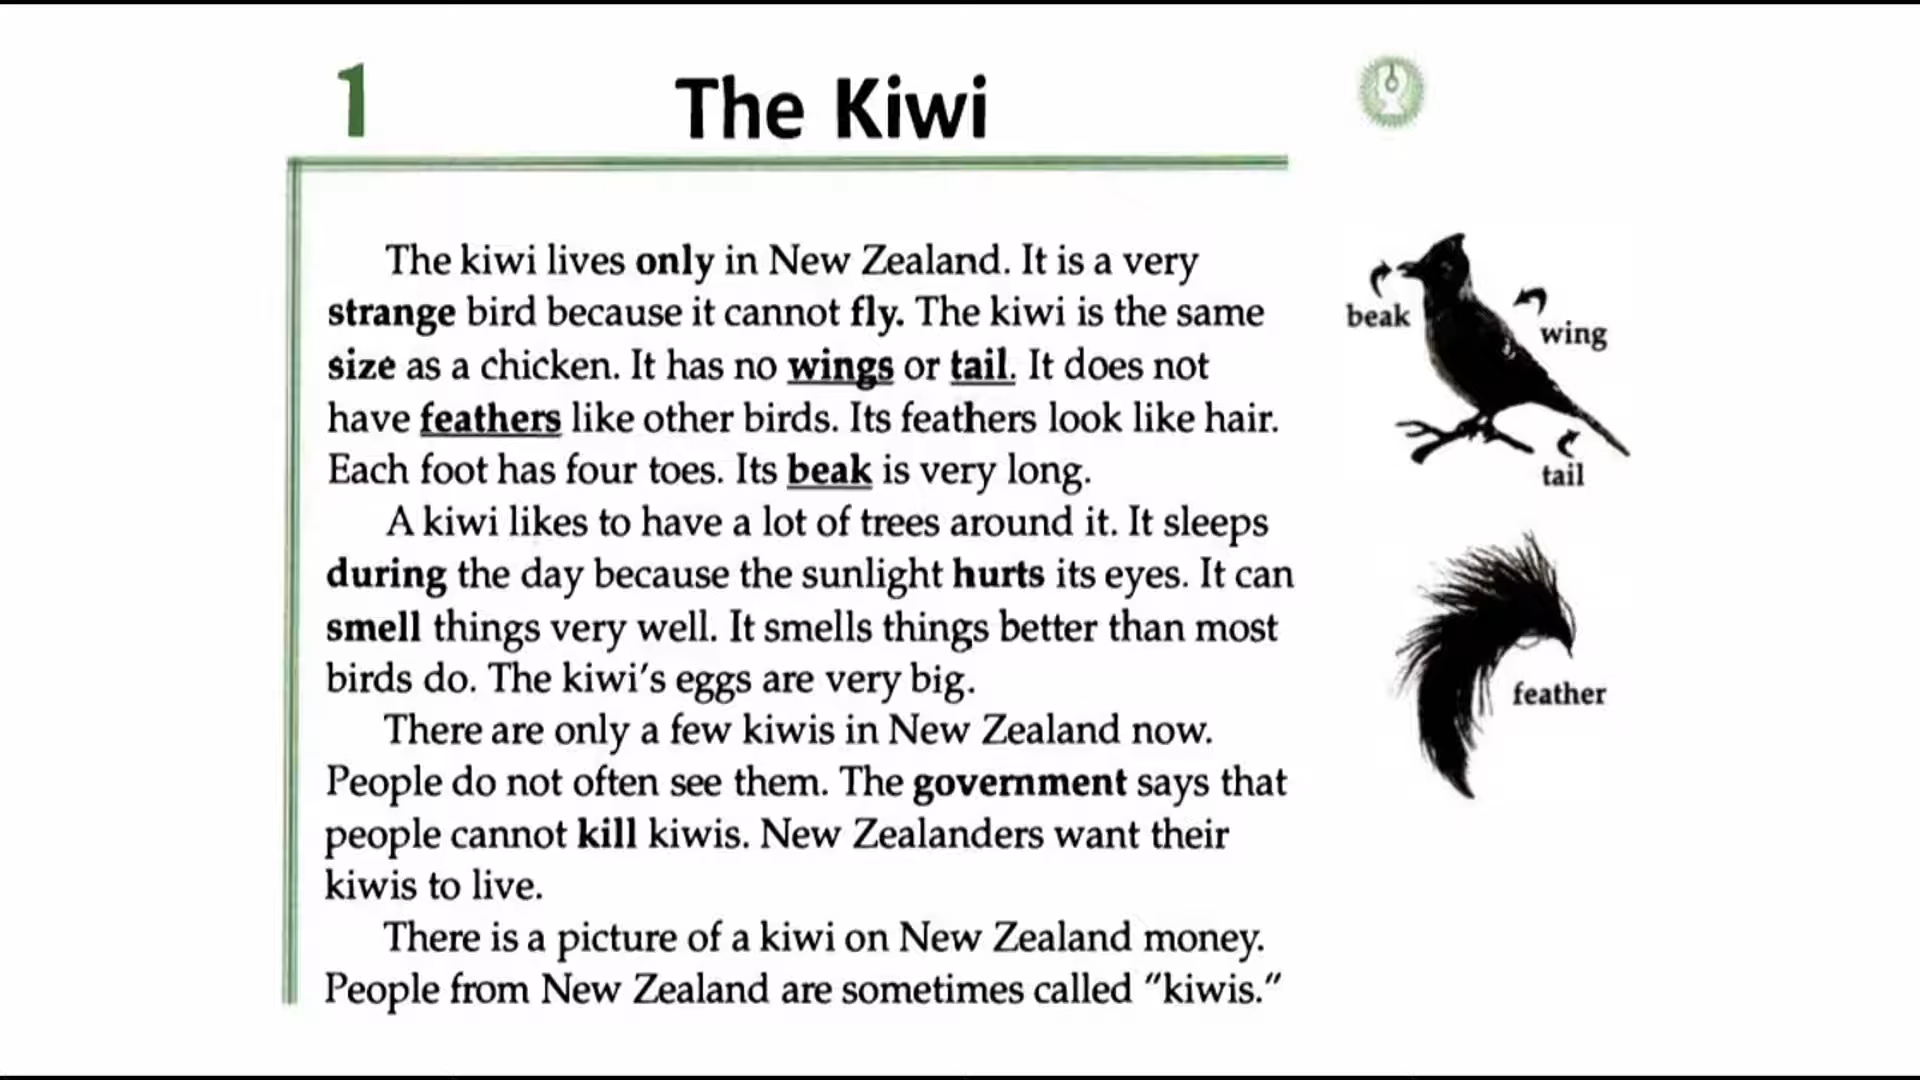 1
The Kiwi
The kiwi lives only in New Zealand. It is a very
strange bird because it cannot fly. The kiwi is the same
size as a chicken. It has no wings or tail. It does not
have feathers like other birds. Its feathers look like hair.
Each foot has four toes. Its beak is very long.
A kiwi likes to have a lot of trees around it. It sleeps
during the day because the sunlight hurts its eyes. It can
smell things very well. It smells things better than most
birds do. The kiwi's eggs are very big.
There are only a few kiwis in New Zealand now.
People do not often see them. The government says that
people cannot kill kiwis. New Zealanders want their
kiwis to live.
There is a picture of a kiwi on New Zealand money.
People from New Zealand are sometimes called "kiwis."
beak
wing
tail
feather